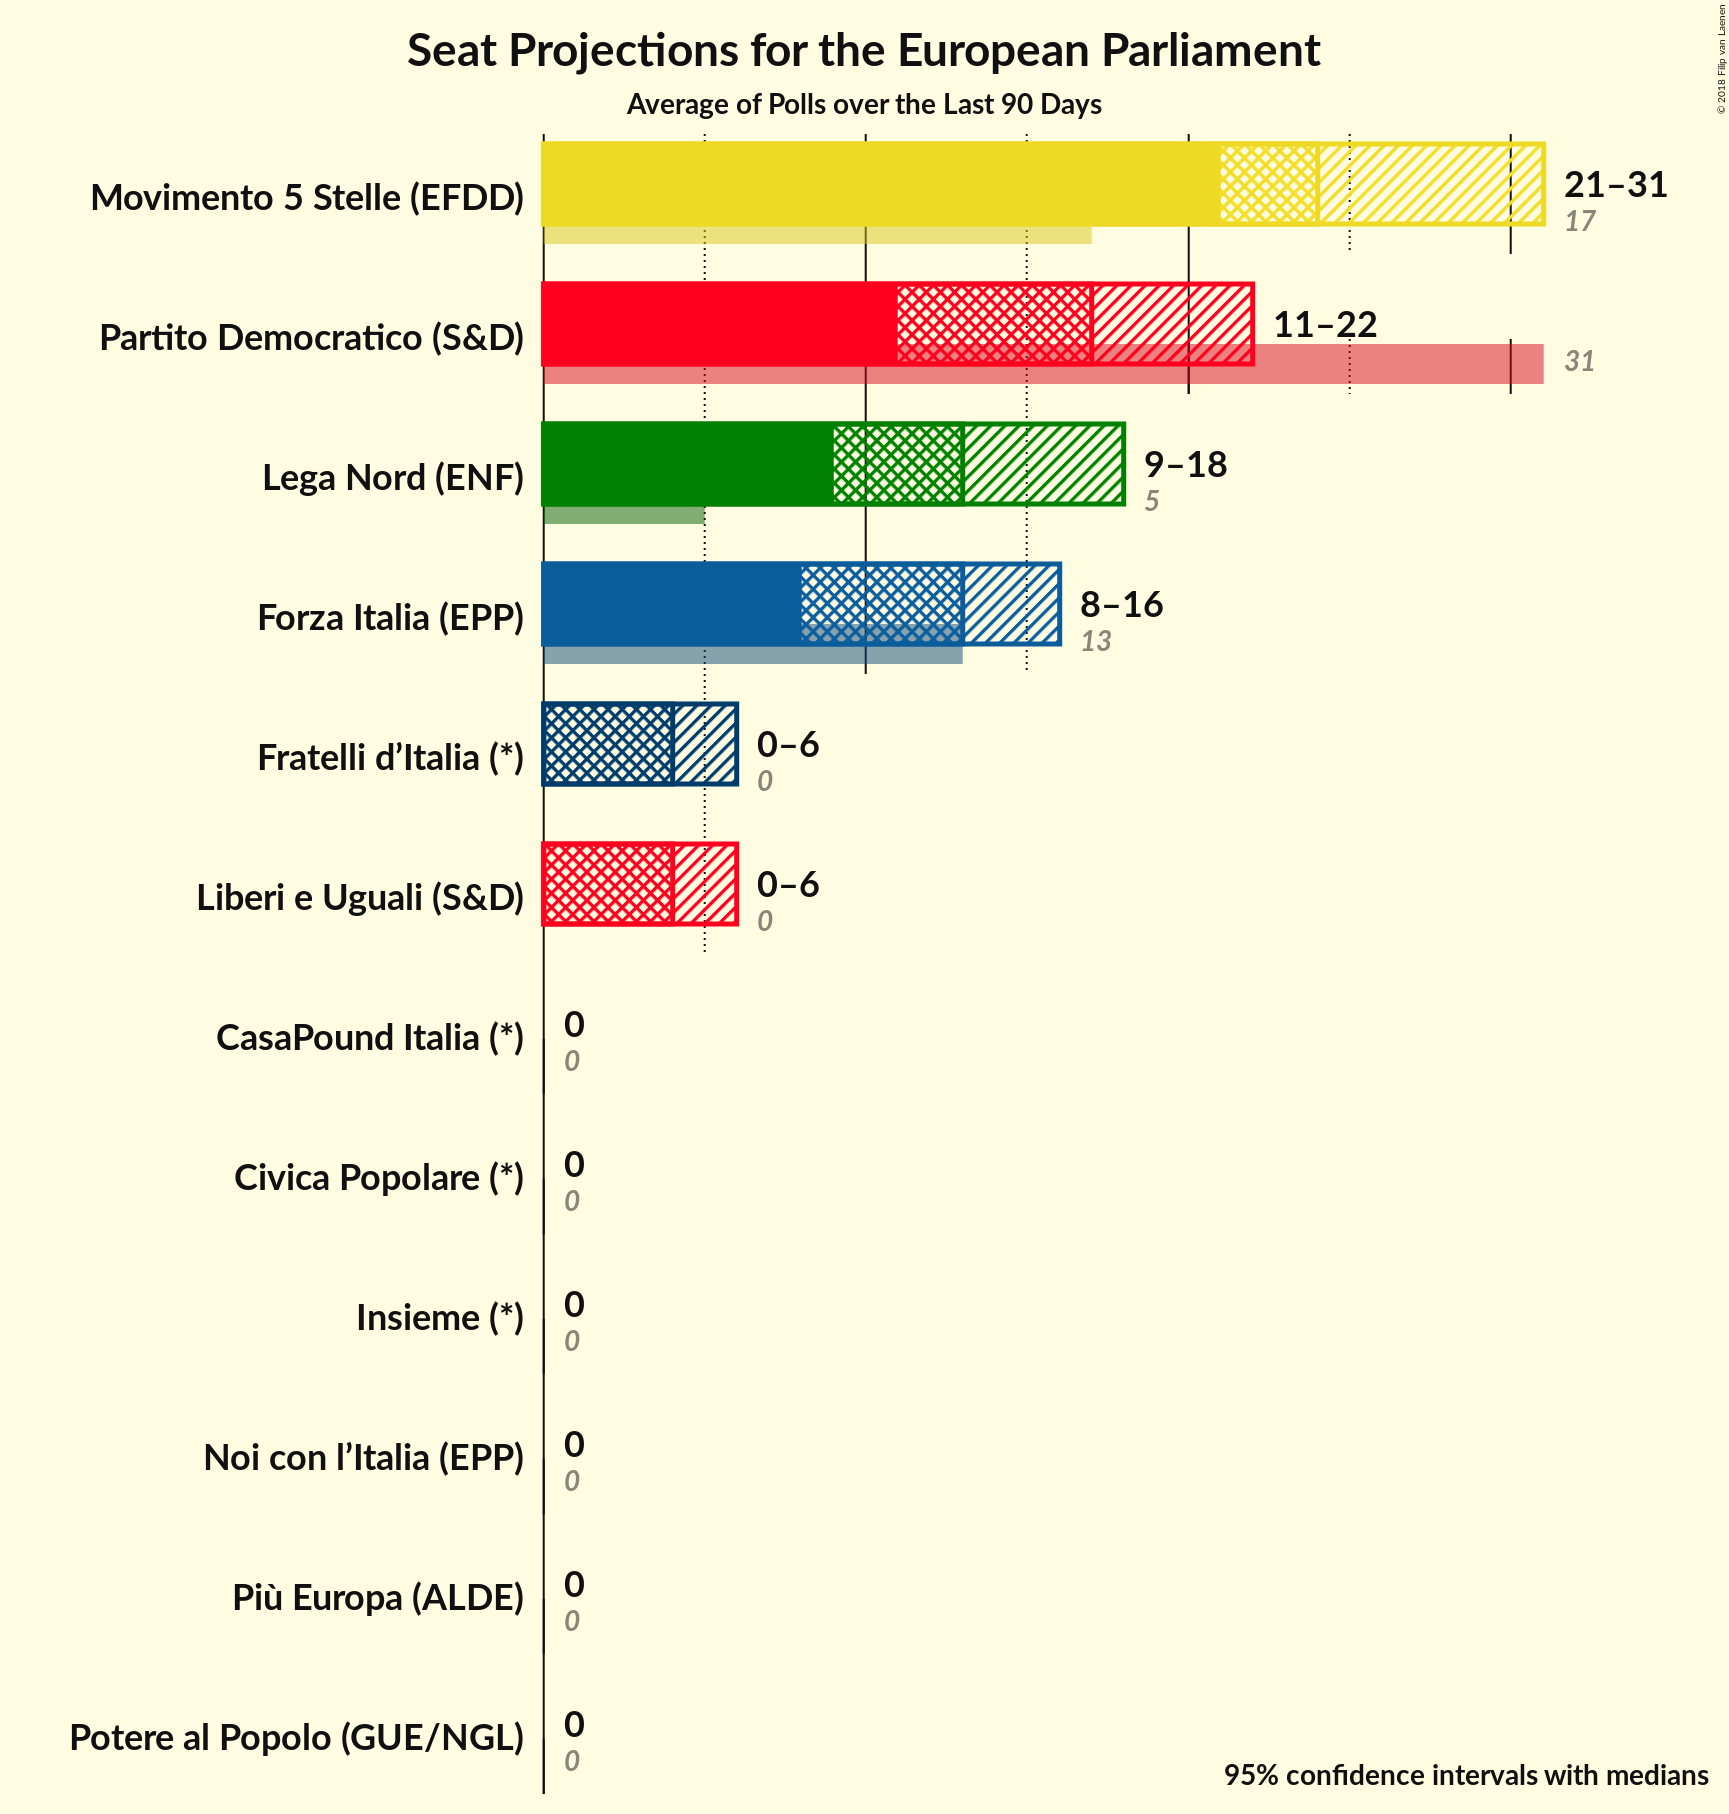 Seat Projections for the European Parliament
Average of Polls over the Last 90 Days
© 2018 Filip van Laenen
Movimento 5 Stelle (EFDD)
21–31
17
Partito Democratico (S&D)
11–22
31
Lega Nord (ENF)
9–18
5
Forza Italia (EPP)
8–16
13
Fratelli d’Italia (*)
0–6
0
Liberi e Uguali (S&D)
0–6
0
CasaPound Italia (*)
0
0
Civica Popolare (*)
0
0
Insieme (*)
0
0
Noi con l’Italia (EPP)
0
0
Più Europa (ALDE)
0
0
Potere al Popolo (GUE/NGL)
0
0
95% confidence intervals with medians